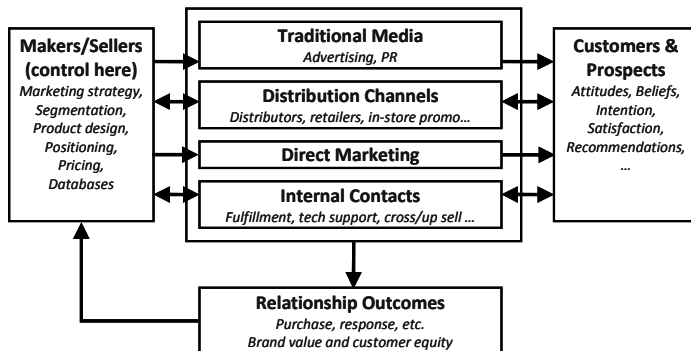 Makers/Sellers
(control here)
Marketing strategy,
Segmentation,
Product design,
Positioning,
Pricing,
Databases
Traditional Media
Advertising, PR
Distribution Channels
Distributors, retailers, in-store promo...
Direct Marketing
Internal Contacts
Fulfillment, tech support, cross/up sell ...
Customers &
Prospects
Attitudes, Beliefs,
Intention,
Satisfaction,
Recommendations,
...
Relationship Outcomes
Purchase, response, etc.
Brand value and customer equity